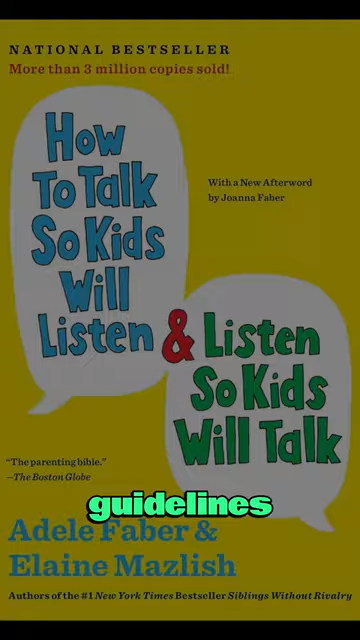 NATIONAL BESTSELLER
More than 3 million copies sold!
How
To Talk
So Kids
Will
Listen & Listen
So Kids
Will Talk
With a New Afterword
by Joanna Faber
"The parenting bible."
—The Boston Globe
guidelines
Adele Faber &
Elaine Mazlish
Authors of the #1 New York Times Bestseller Siblings Without Rivalry